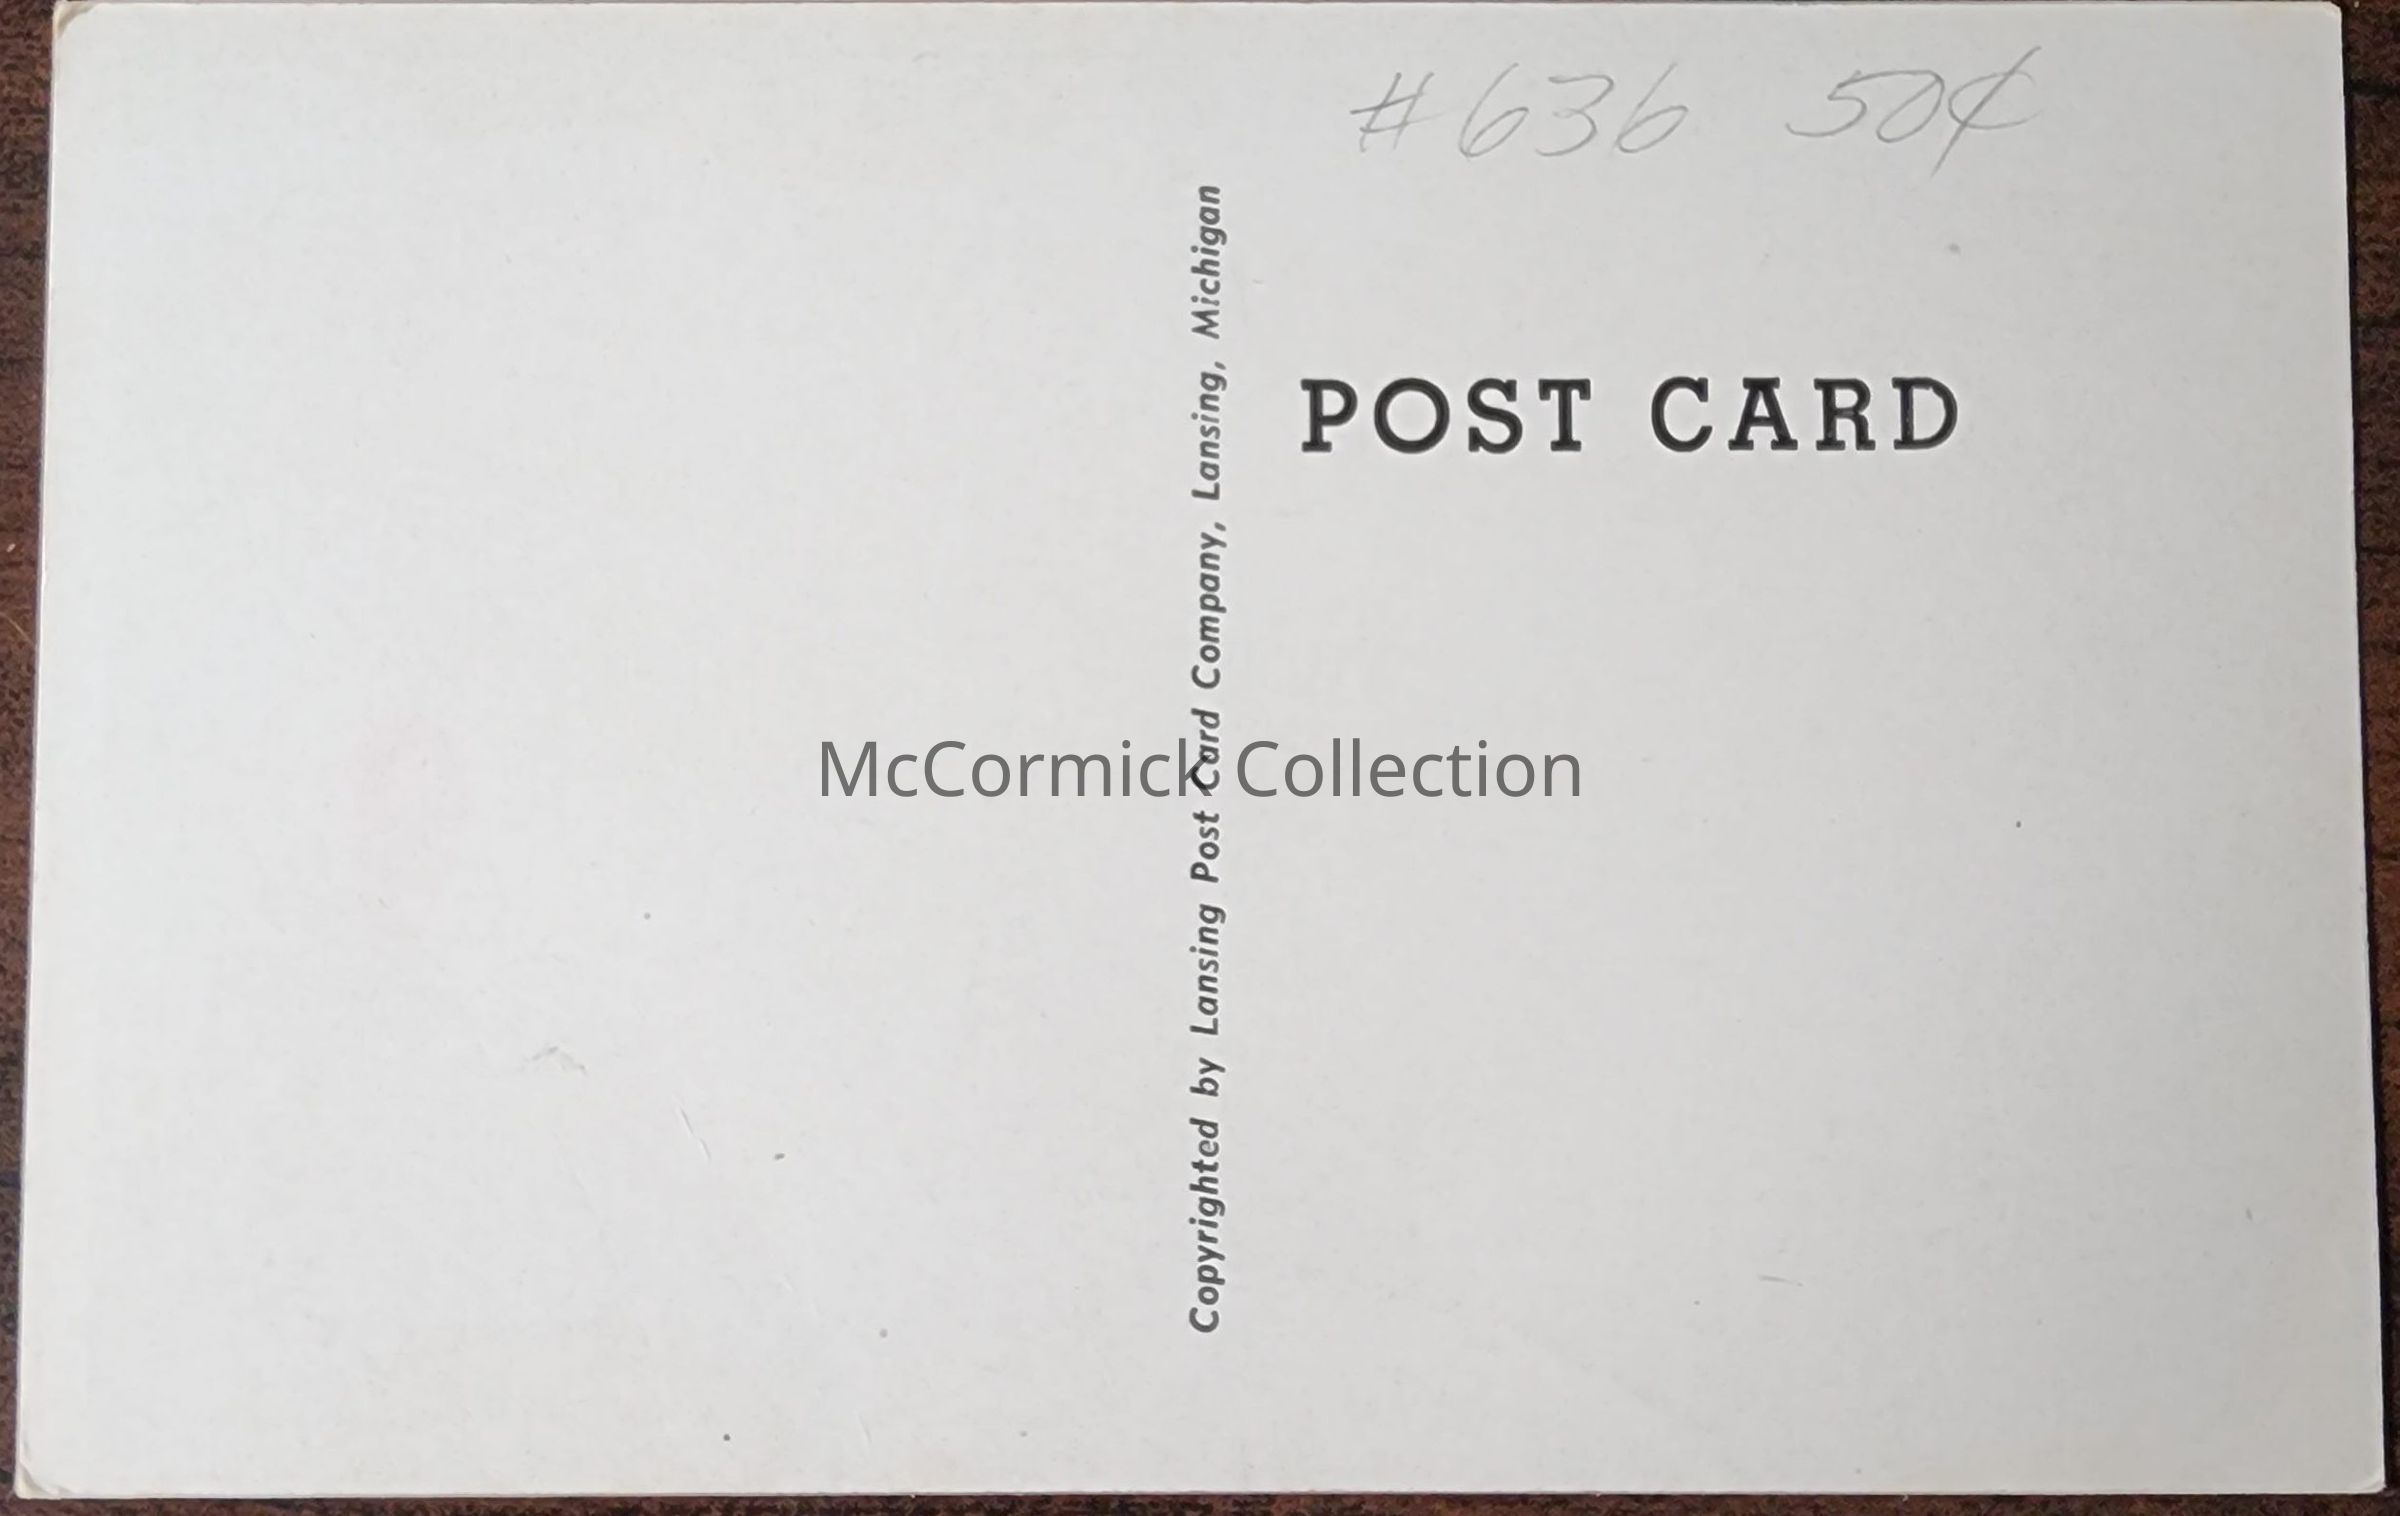 #636 50¢
Copyrighted by Lansing Post Card Company, Lansing, Michigan
POST CARD
McCormick Collection